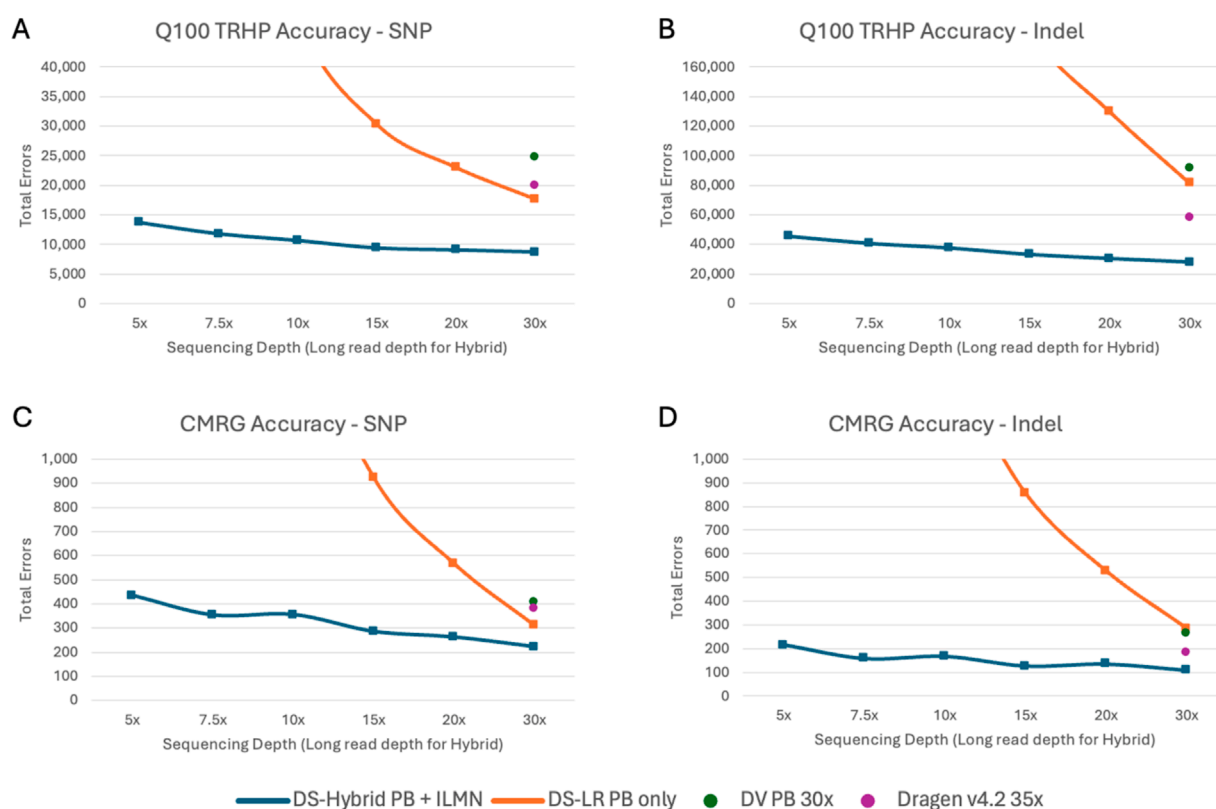 A
Q100 TRHP Accuracy - SNP
40,000
35,000
30,000
25,000
20,000
15,000
10,000
5,000
0
Total Errors
5x 7.5x 10x 15x 20x 30x
Sequencing Depth (Long read depth for Hybrid)
B
Q100 TRHP Accuracy - Indel
160,000
140,000
120,000
100,000
80,000
60,000
40,000
20,000
0
Total Errors
5x 7.5x 10x 15x 20x 30x
Sequencing Depth (Long read depth for Hybrid)
C
CMRG Accuracy - SNP
1,000
900
800
700
600
500
400
300
200
100
0
Total Errors
5x 7.5x 10x 15x 20x 30x
Sequencing Depth (Long read depth for Hybrid)
D
CMRG Accuracy - Indel
1,000
900
800
700
600
500
400
300
200
100
0
Total Errors
5x 7.5x 10x 15x 20x 30x
Sequencing Depth (Long read depth for Hybrid)
DS-Hybrid PB + ILMN DS-LR PB only DV PB 30x Dragen v4.2 35x